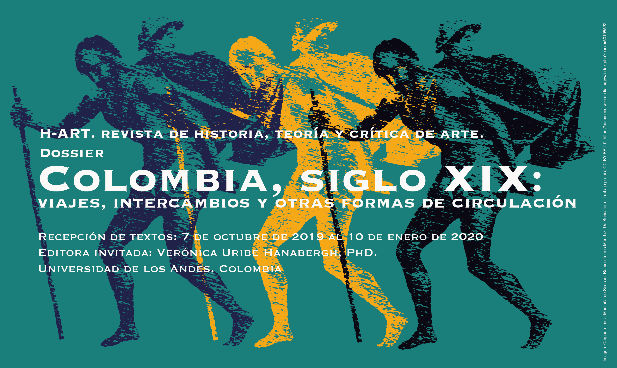 H-ART. REVISTA DE HISTORIA, TEORÍA Y CRÍTICA DE ARTE.
DOSSIER
COLOMBIA, SIGLO XIX:
VIAJES, INTERCAMBIOS Y OTRAS FORMAS DE CIRCULACIÓN
RECEPCIÓN DE TEXTOS: 7 DE OCTUBRE DE 2019 AL 10 DE ENERO DE 2020
EDITORA INVITADA: VERÓNICA URIBE HANABERGH, PHD.
UNIVERSIDAD DE LOS ANDES, COLOMBIA